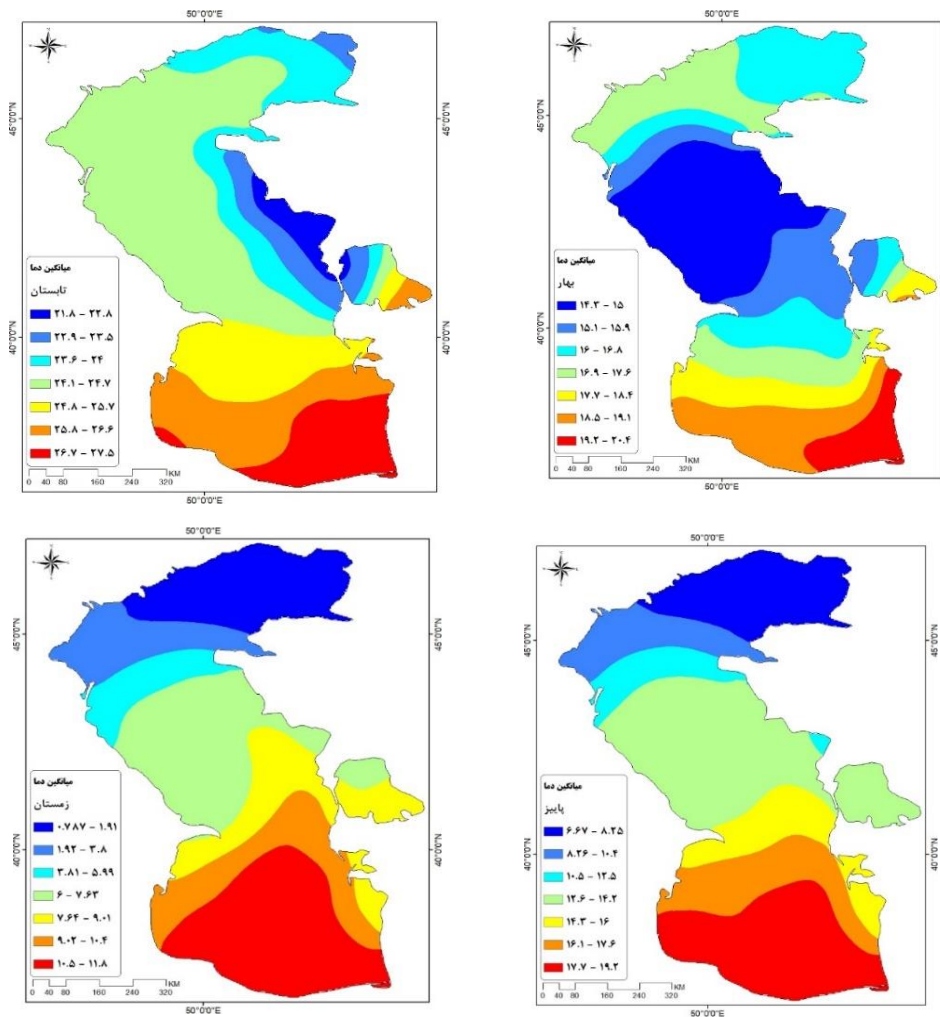 50°0'0"E
45°0'0"N
45°0'0"N
40°0'0"N
40°0'0"N
میانگین دما
تابستان
۲۱.۸ – ۲۲.۸
۲۲.۹ – ۲۳.۵
۲۳.۶ – ۲۴
۲۴.۱ – ۲۴.۷
۲۴.۸ – ۲۵.۷
۲۵.۸ – ۲۶.۶
۲۶.۷ – ۲۷.۵
KM
0 40 80 160 240 320
50°0'0"E
50°0'0"E
45°0'0"N
45°0'0"N
40°0'0"N
40°0'0"N
میانگین دما
بهار
۱۴.۳ – ۱۵
۱۵.۱ – ۱۵.۹
۱۶ – ۱۶.۸
۱۶.۹ – ۱۷.۶
۱۷.۷ – ۱۸.۴
۱۸.۵ – ۱۹.۱
۱۹.۲ – ۲۰.۴
KM
0 40 80 160 240 320
50°0'0"E
50°0'0"E
45°0'0"N
45°0'0"N
40°0'0"N
40°0'0"N
میانگین دما
زمستان
۰.۷۸۷ – ۱.۹۱
۱.۹۲ – ۳.۸
۳.۸۱ – ۵.۹۹
۶ – ۷.۶۳
۷.۶۴ – ۹.۰۱
۹.۰۲ – ۱۰.۴
۱۰.۵ – ۱۱.۸
KM
0 40 80 160 240 320
50°0'0"E
50°0'0"E
45°0'0"N
45°0'0"N
40°0'0"N
40°0'0"N
میانگین دما
پاییز
۶.۶۷ – ۸.۲۵
۸.۲۶ – ۱۰.۴
۱۰.۵ – ۱۲.۵
۱۲.۶ – ۱۴.۲
۱۴.۳ – ۱۶
۱۶.۱ – ۱۷.۶
۱۷.۷ – ۱۹.۲
KM
0 40 80 160 240 320
50°0'0"E